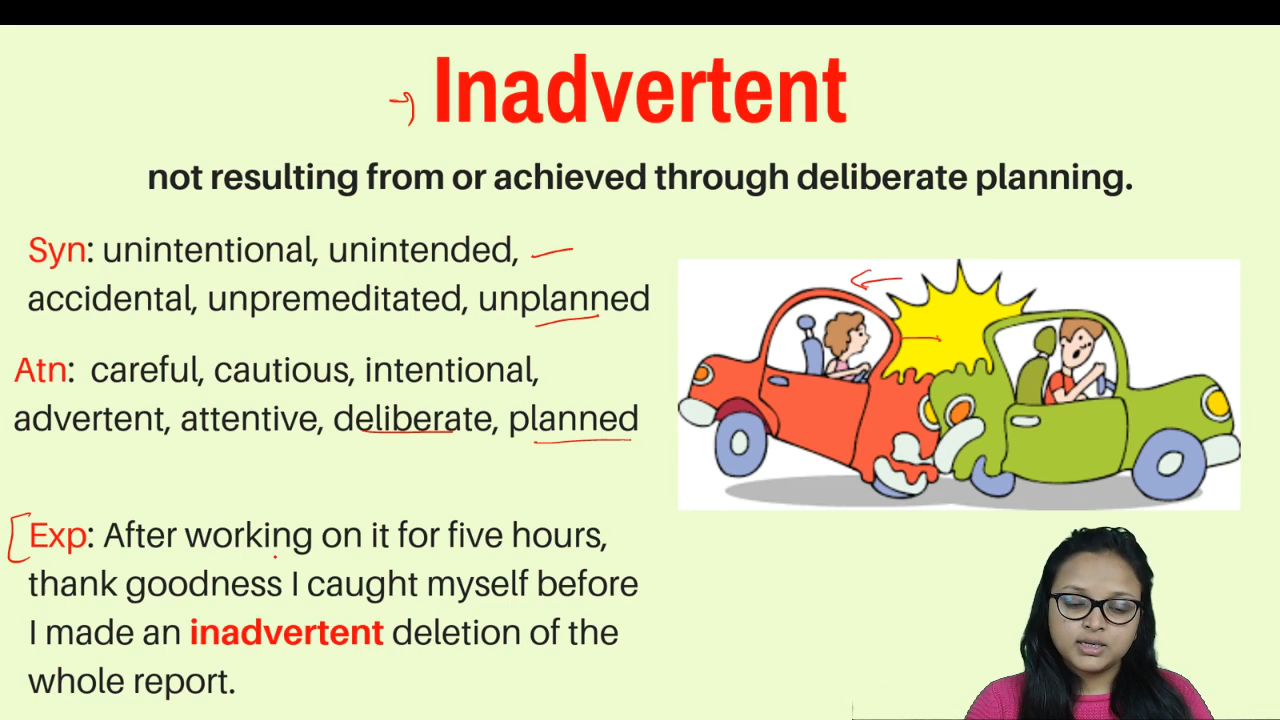 Inadvertent
not resulting from or achieved through deliberate planning.
Syn: unintentional, unintended,
accidental, unpremeditated, unplanned
Atn: careful, cautious, intentional,
advertent, attentive, deliberate, planned
Exp: After working on it for five hours,
thank goodness I caught myself before
I made an inadvertent deletion of the
whole report.